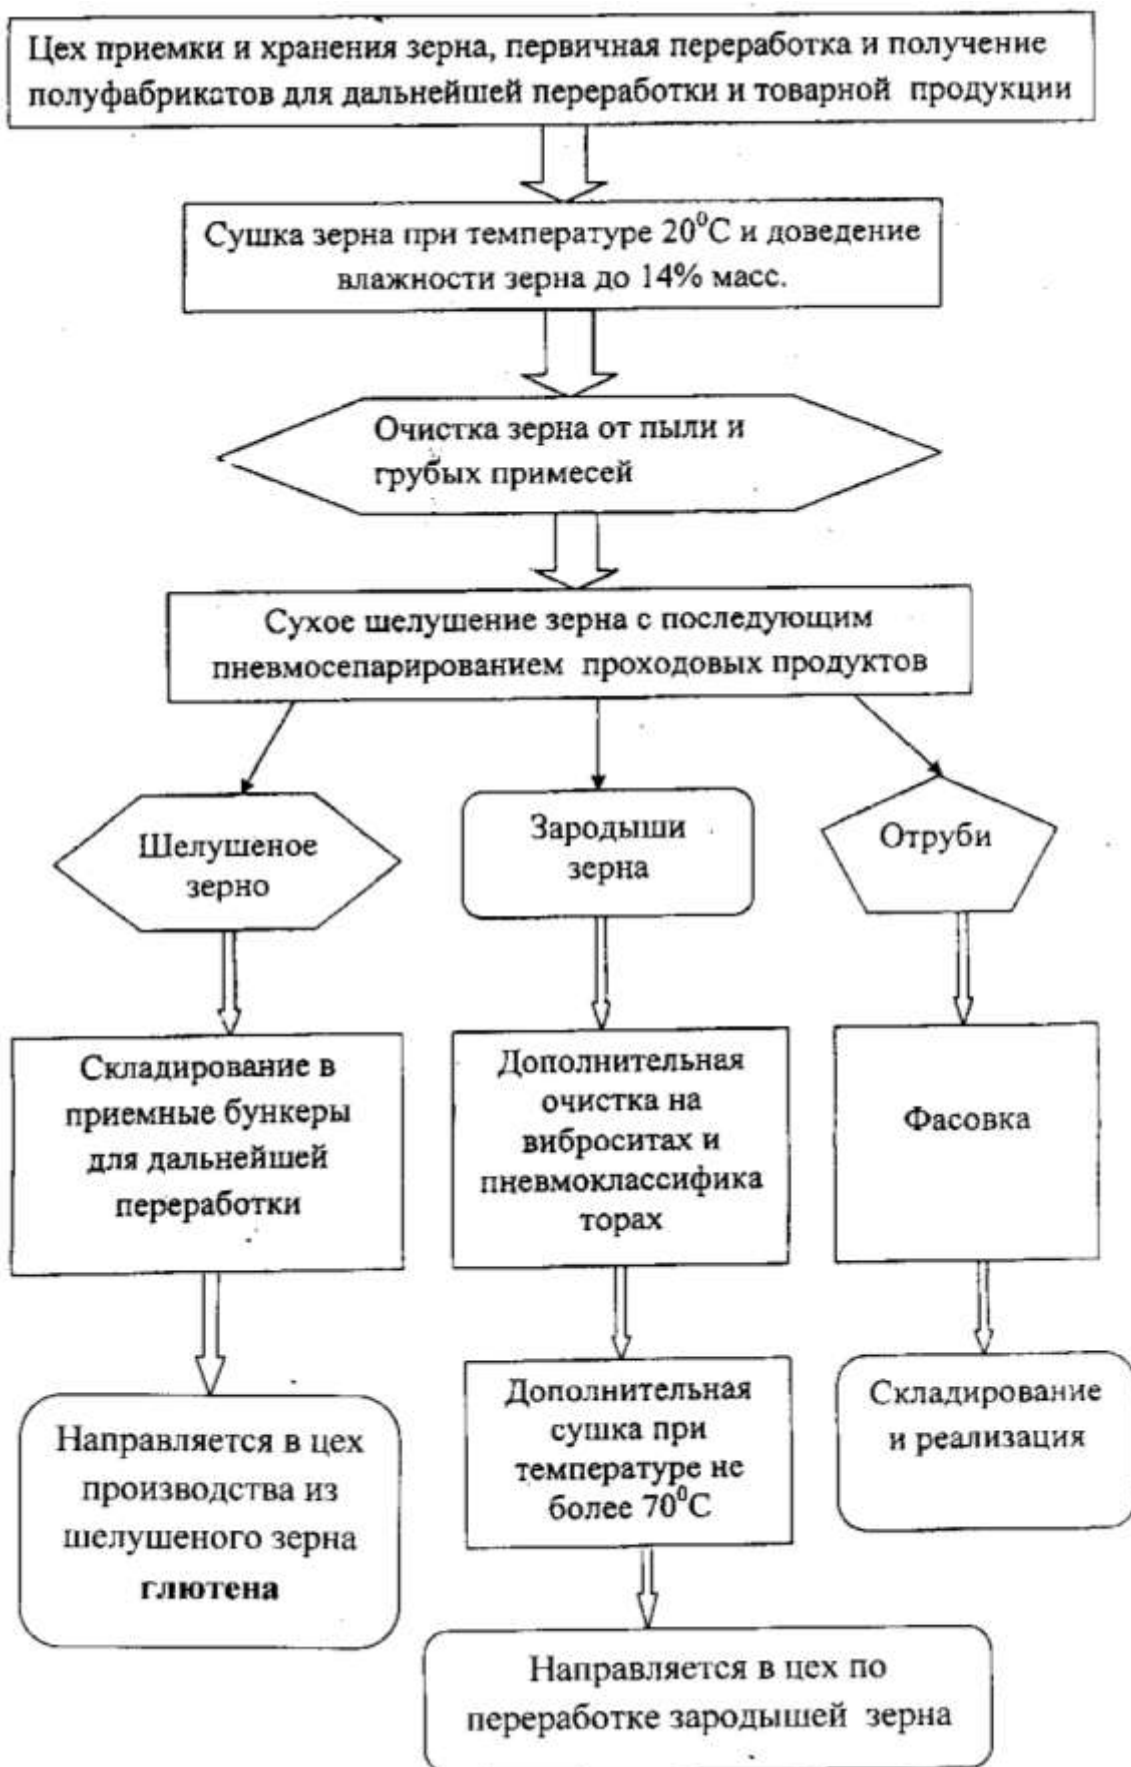 Цех приемки и хранения зерна, первичная переработка и получение
полуфабрикатов для дальнейшей переработки и товарной продукции
Сушка зерна при температуре 20⁰С и доведение
влажности зерна до 14% масс.
Очистка зерна от пыли и
грубых примесей
Сухое шелушение зерна с последующим
пневмосепарированием проходовых продуктов
Шелушеное
зерно
Зародыши
зерна
Отруби
Складирование в
приемные бункеры
для дальнейшей
переработки
Дополнительная
очистка на
виброситах и
пневмоклассифика
торах
Фасовка
Направляется в цех
производства из
шелушеного зерна
глютена
Дополнительная
сушка при
температуре не
более 70⁰С
Складирование
и реализация
Направляется в цех по
переработке зародышей зерна